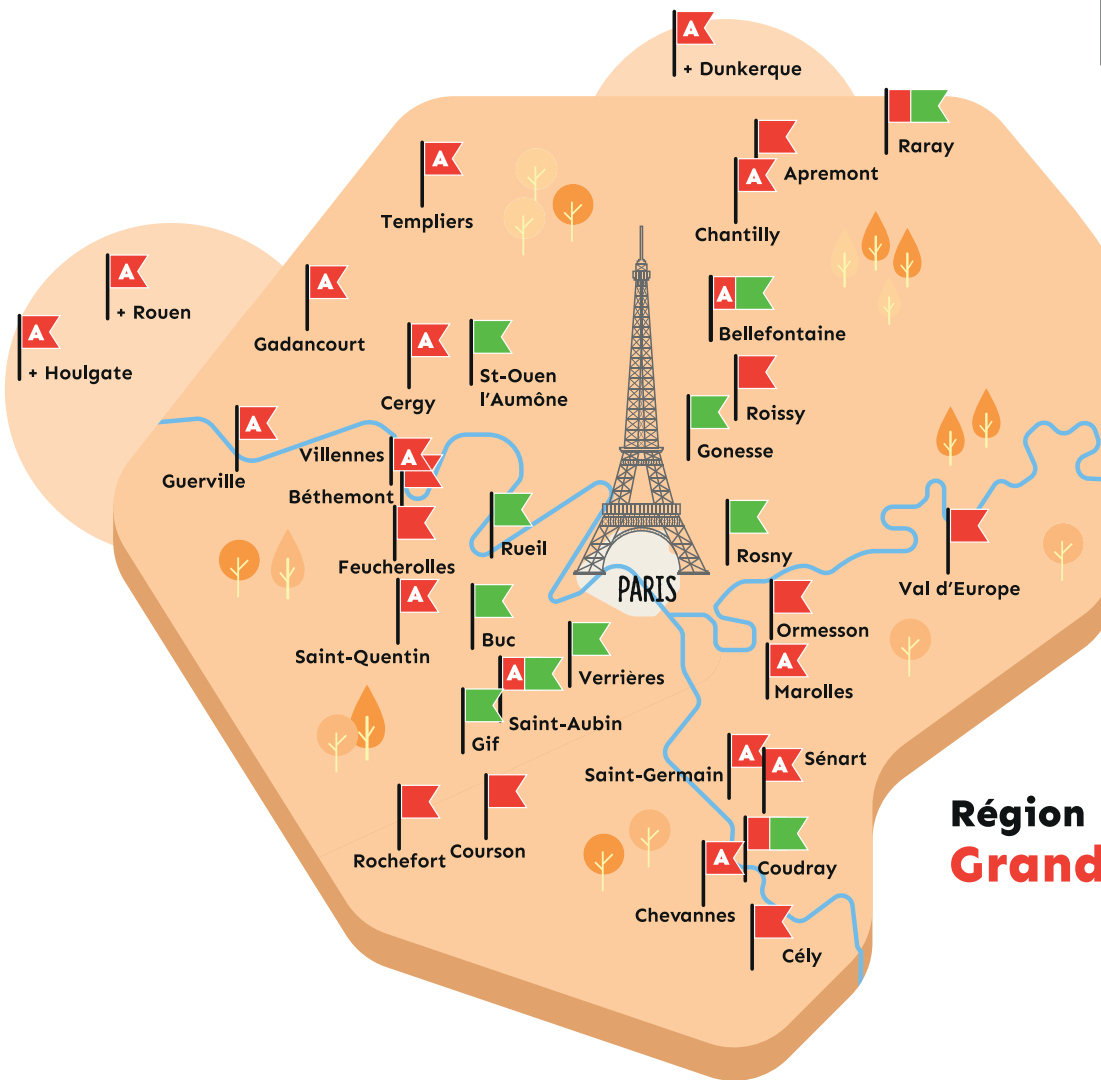 A
+ Dunkerque
Raray
Apremont
A
Chantilly
A
Templiers
A
+ Rouen
A
+ Houlgate
A
Gadancourt
A
Bellefontaine
A
Cergy
St-Ouen
l'Aumône
Roissy
Gonesse
A
Guerville
Villennes
A
Béthemont
Rueil
Feucherolles
Rosny
PARIS
Val d'Europe
A
Saint-Quentin
Buc
Ormesson
Verrières
A
Marolles
A
Saint-Aubin
Gif
Saint-Germain
A
A
Sénart
Rochefort
Courson
Coudray
A
Chevannes
Cély
Région
Grand